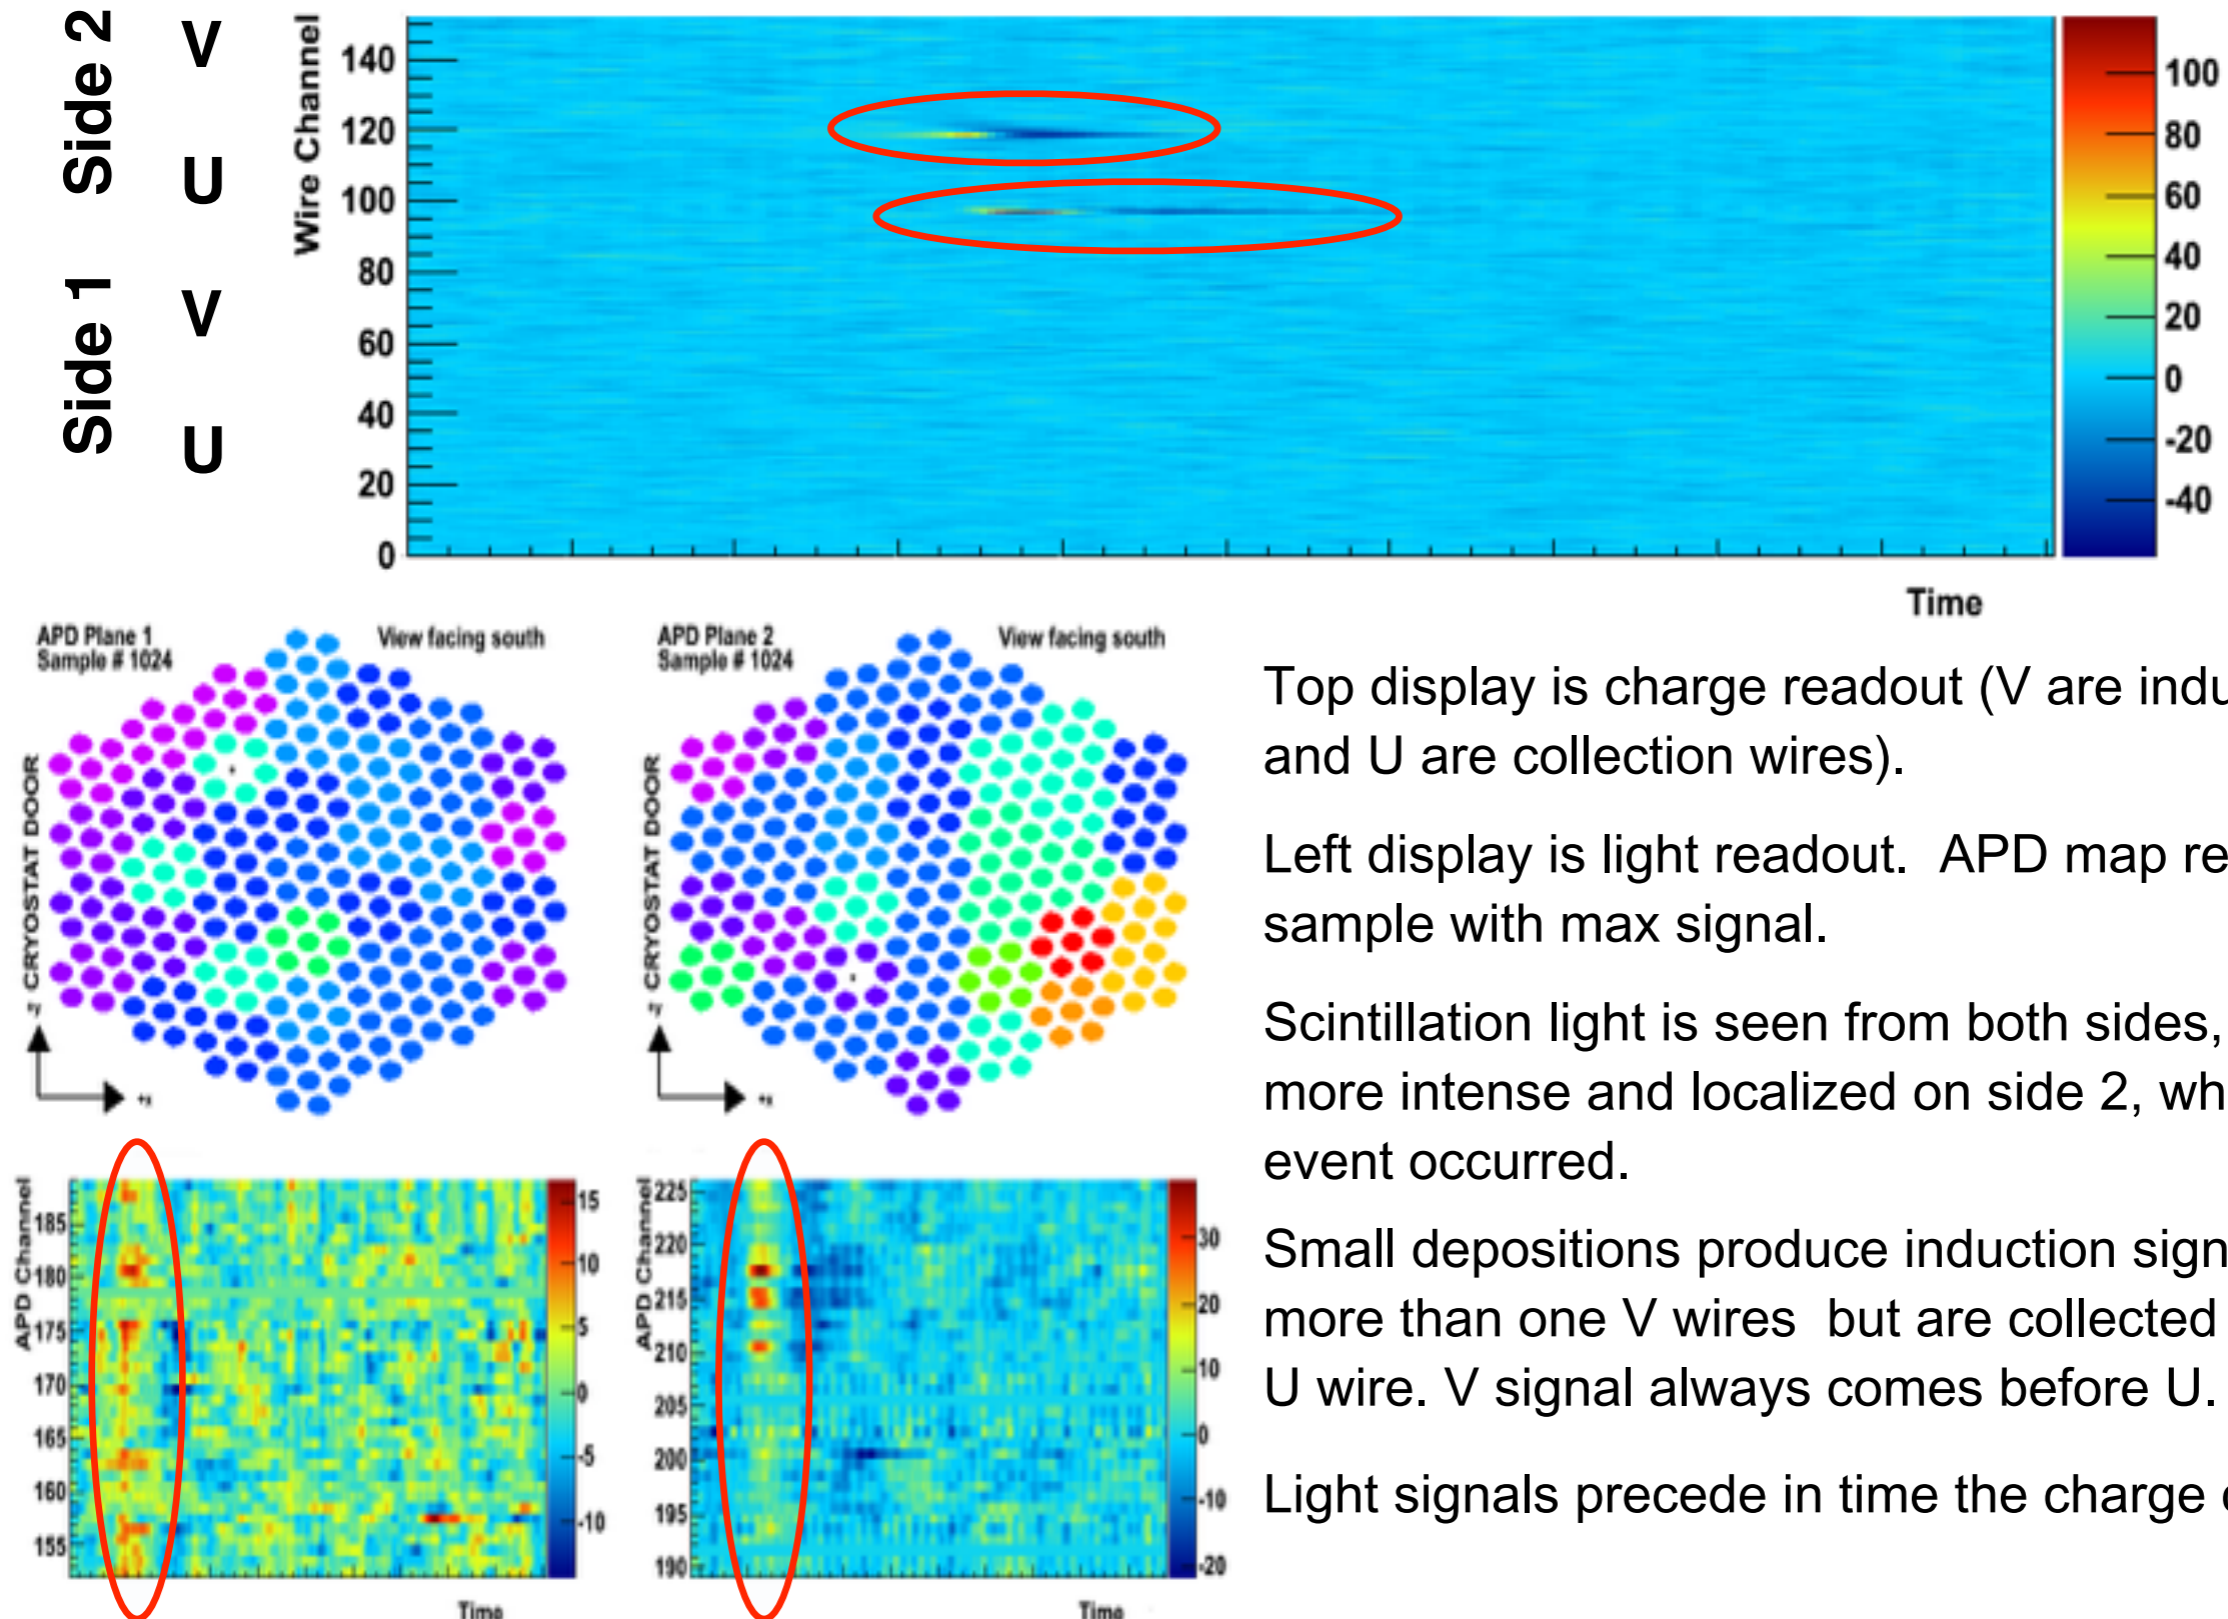 Side 2
V
U
Side 1
V
U
Wire Channel
140
120
100
80
60
40
20
0
100
80
60
40
20
0
-20
-40
Time
APD Plane 1
Sample # 1024
View facing south
CRYOSTAT DOOR
+y
+x
APD Plane 2
Sample # 1024
View facing south
CRYOSTAT DOOR
+y
+x
Top display is charge readout (V are
and U are collection wires).
Left display is light readout. APD map
sample with max signal.
Scintillation light is seen from both sides,
more intense and localized on side 2,
event occurred.
Small depositions produce induction
more than one V wires but are collected
U wire. V signal always comes before U.
Light signals precede in time the charge
APD Channel
185
180
175
170
165
160
155
15
10
5
0
-5
-10
Time
APD Channel
225
220
215
210
205
200
195
190
30
20
10
0
-10
-20
Time